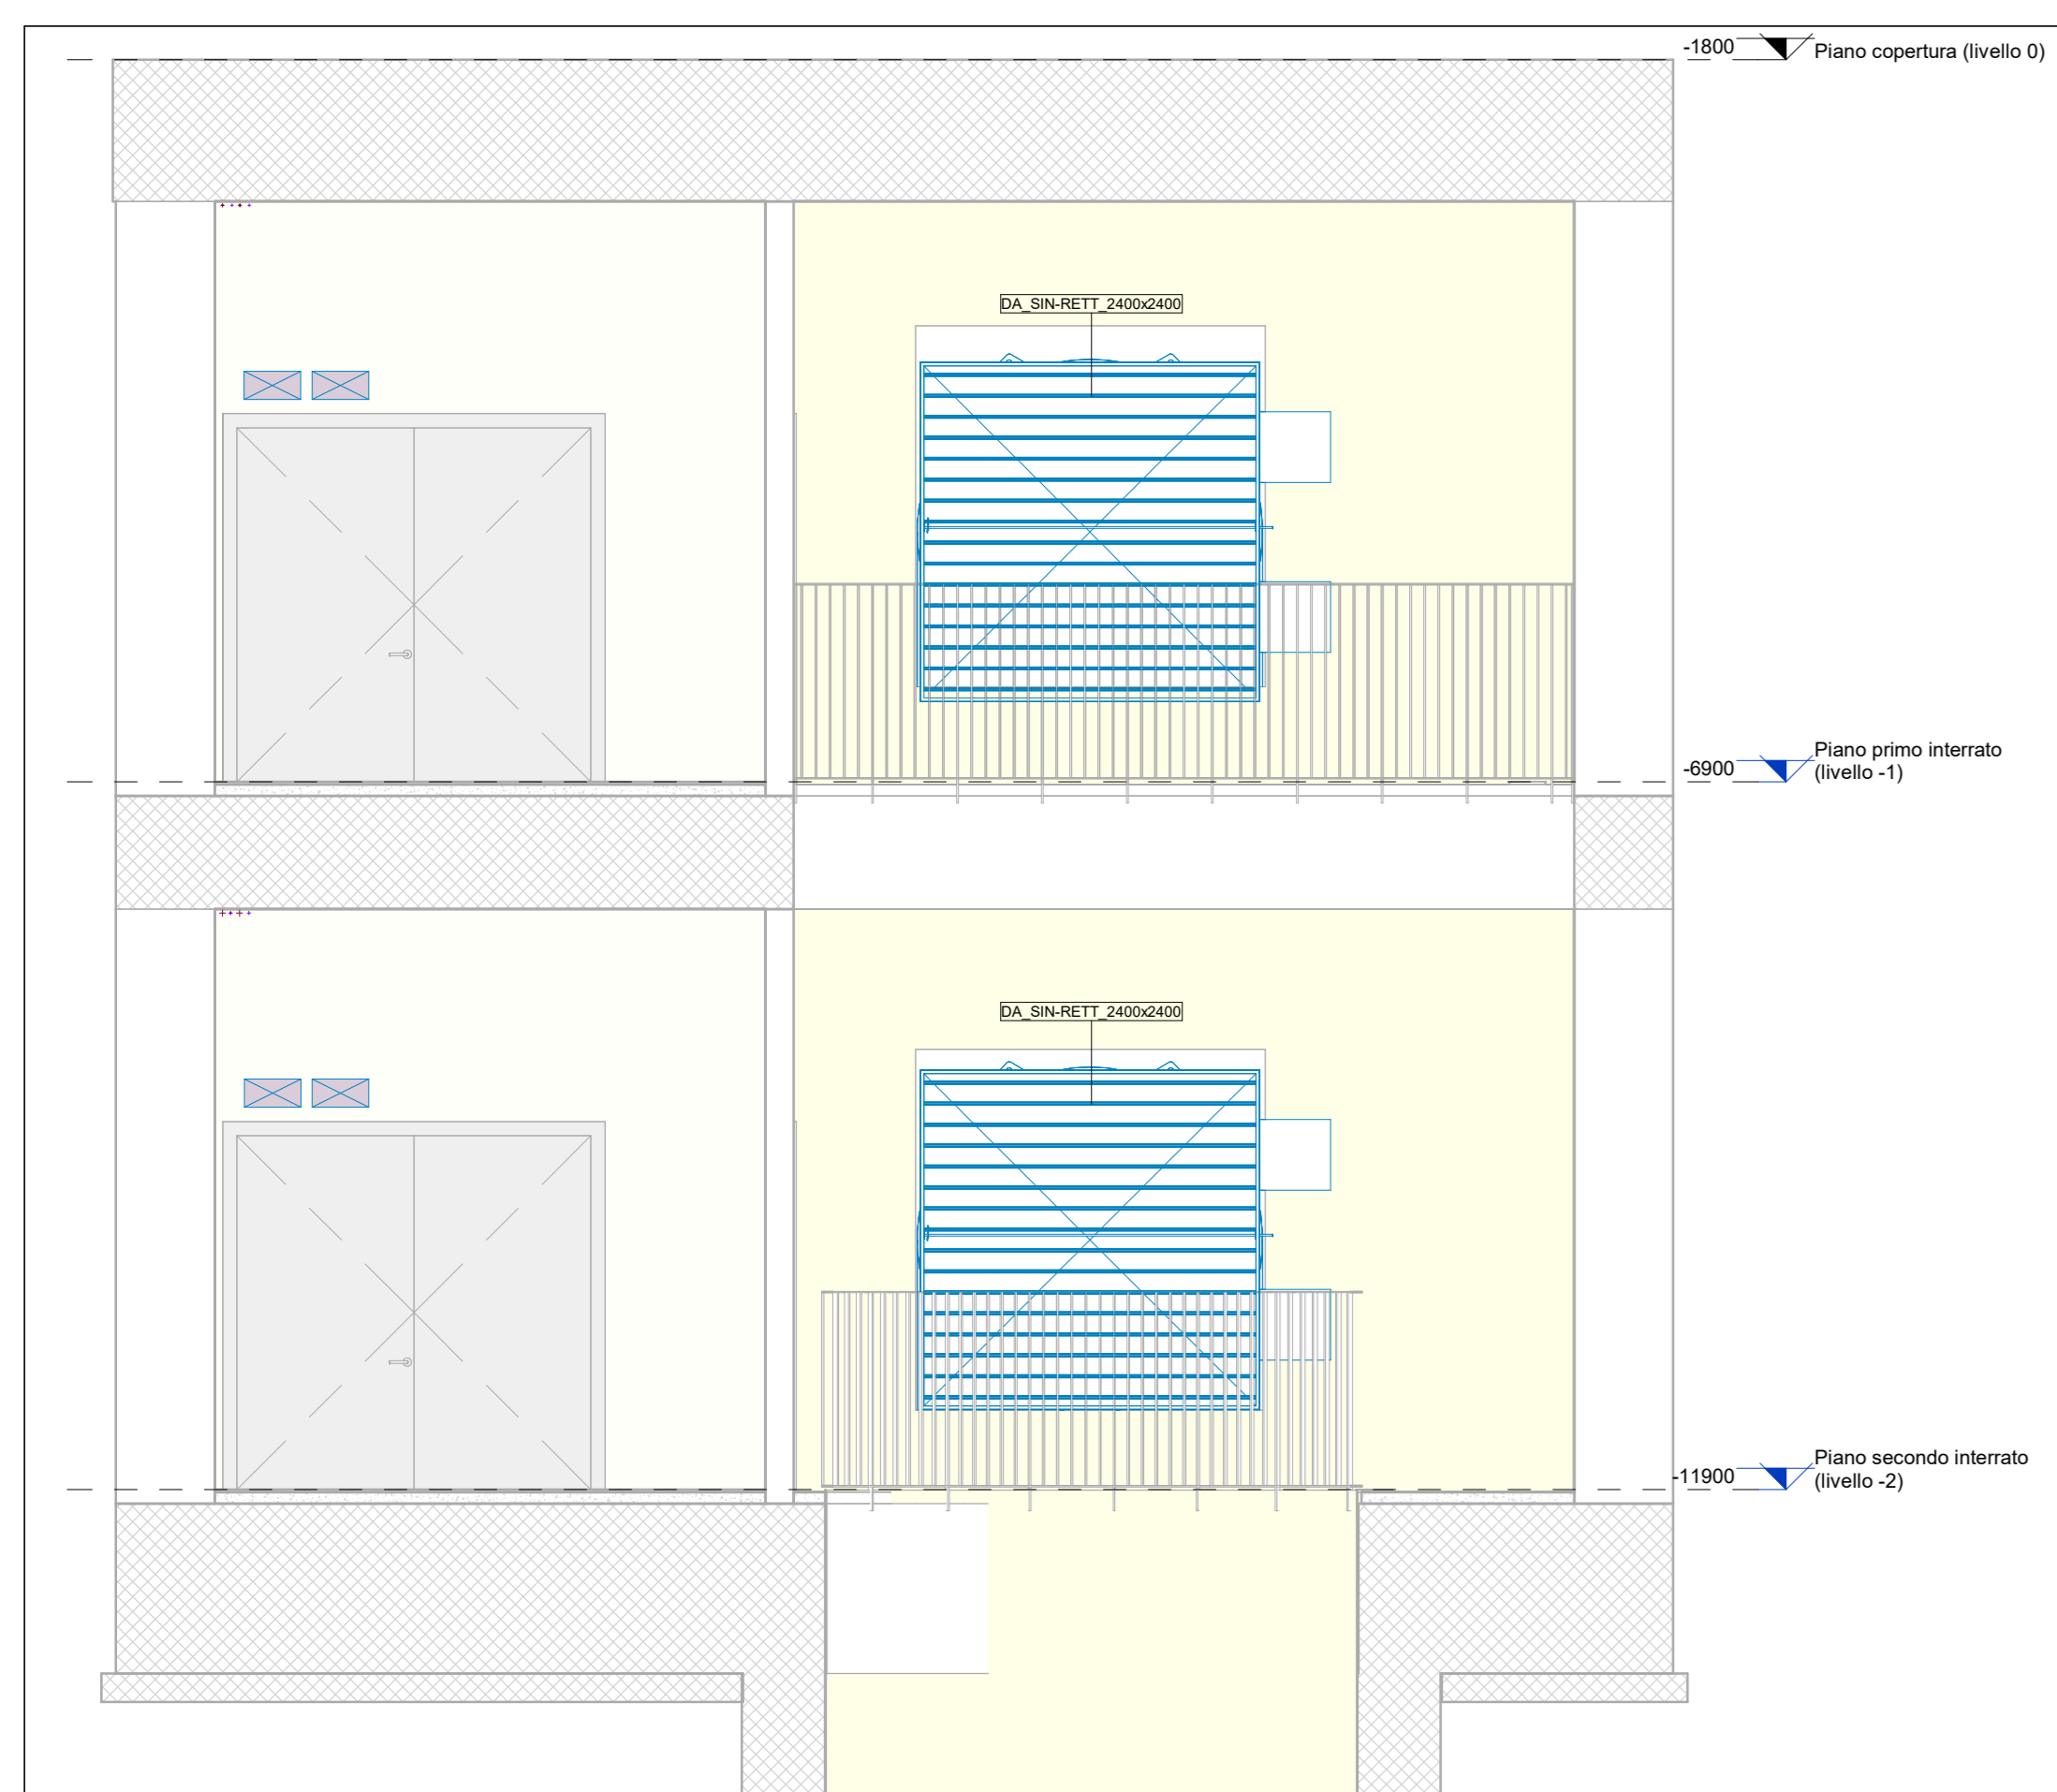 -1800
Piano copertura (livello 0)
DA_SIN-RETT_2400x2400
-6900
Piano primo interrato
(livello -1)
DA_SIN-RETT_2400x2400
-11900
Piano secondo interrato
(livello -2)